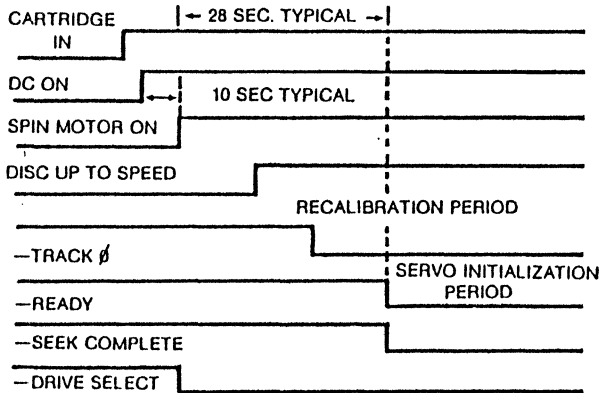 CARTRIDGE
IN
28 SEC. TYPICAL
DC ON
10 SEC TYPICAL
SPIN MOTOR ON
DISC UP TO SPEED
RECALIBRATION PERIOD
—TRACK Ø
SERVO INITIALIZATION
PERIOD
—READY
—SEEK COMPLETE
—DRIVE SELECT